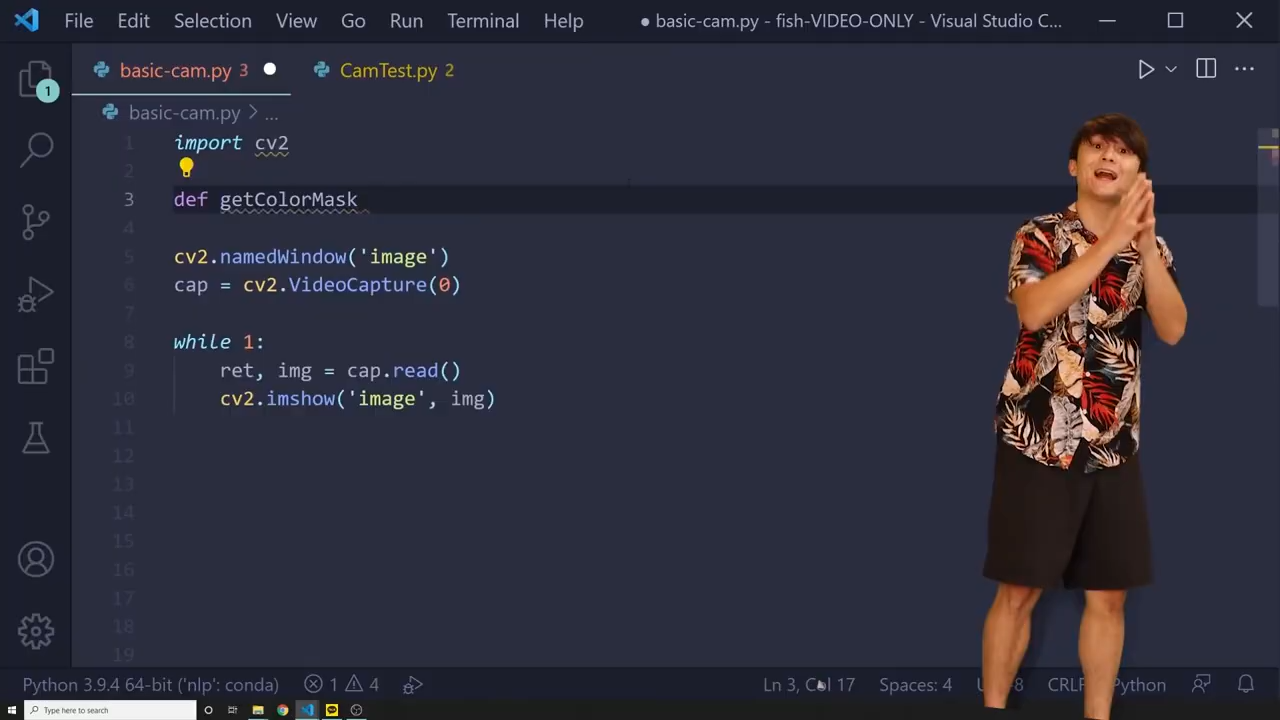 File Edit Selection View Go Run Terminal Help ● basic-cam.py - fish-VIDEO-ONLY - Visual Studio C...
basic-cam.py 3 CamTest.py 2
1
basic-cam.py > ...
1 import cv2
2
3 def getColorMask
4
5 cv2.namedWindow('image')
6 cap = cv2.VideoCapture(0)
7
8 while 1:
9 ret, img = cap.read()
10 cv2.imshow('image', img)
11
12
13
14
15
16
17
18
19
Python 3.9.4 64-bit ('nlp': conda) 1 4 Ln 3, Col 17 Spaces: 4 CRLF Python
Type here to search